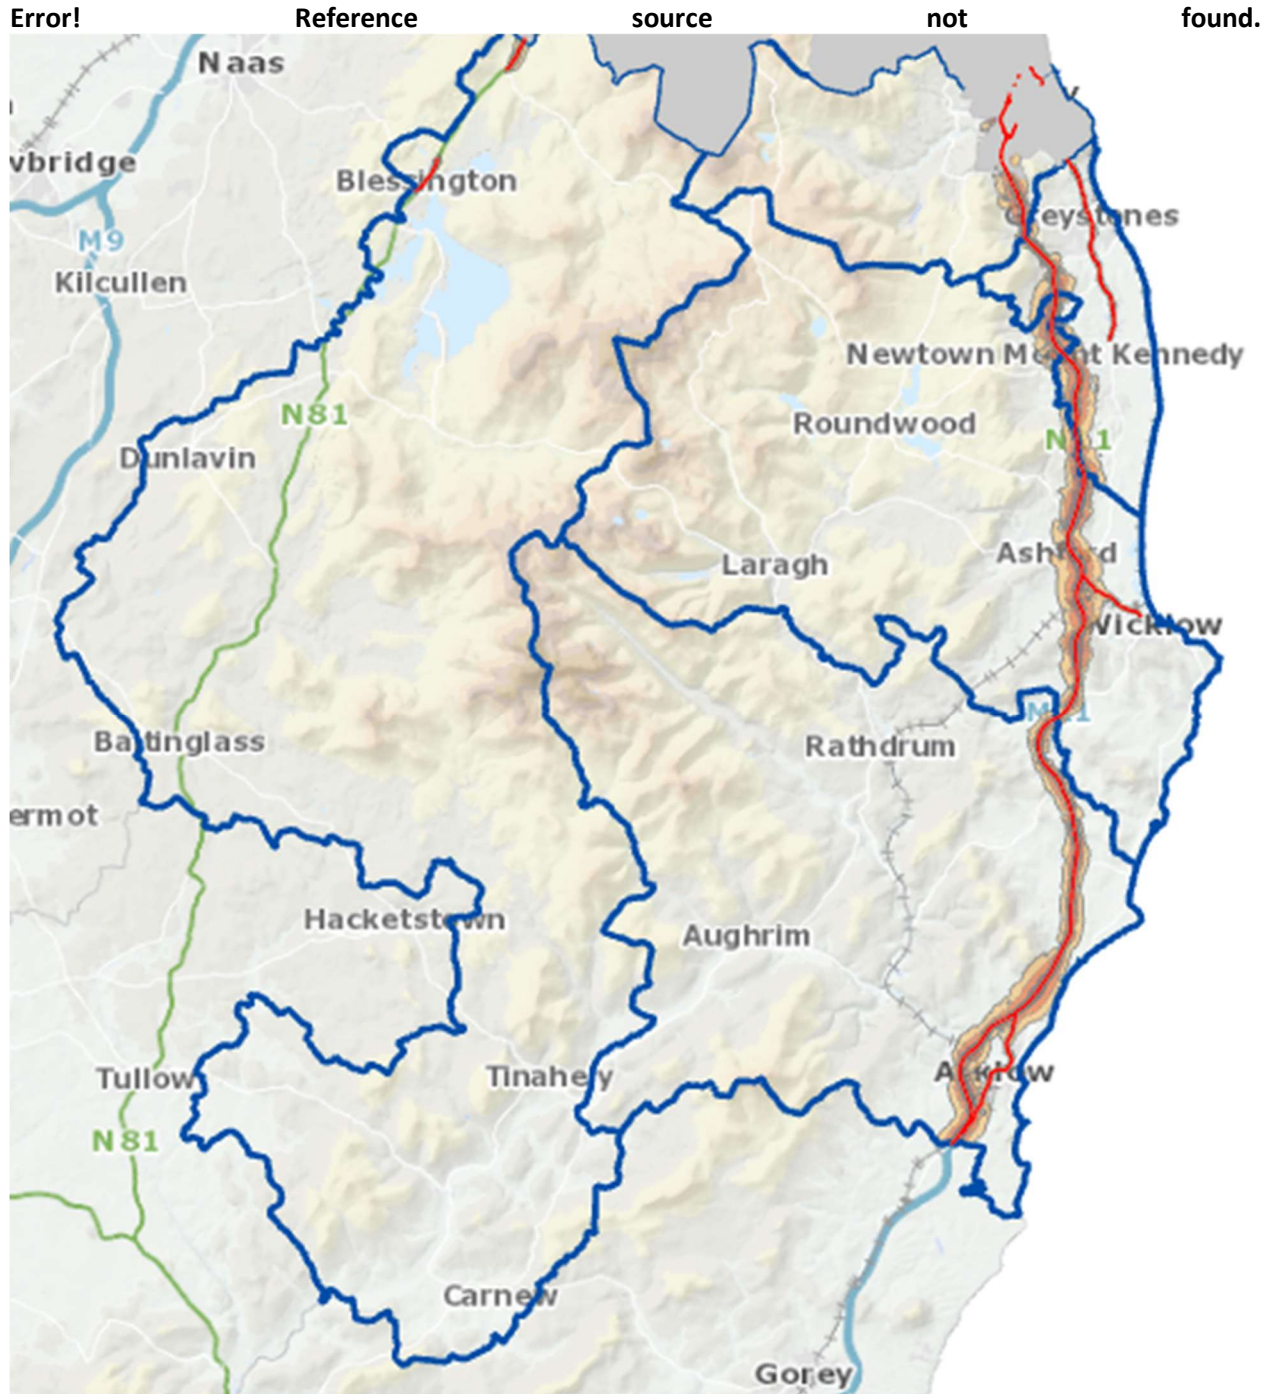 Error! Reference source not found.
Naas
vbridge
Blessington
M9
Greystones
Kilcullen
Newtown Mount Kennedy
N81
Roundwood
Dunlavin
Ashford
Laragh
Wicklow
Baltinglass
Rathdrum
ermot
Hacketstown
Aughrim
Tullow
Tinahely
Arklow
N81
Carnew
Gorey